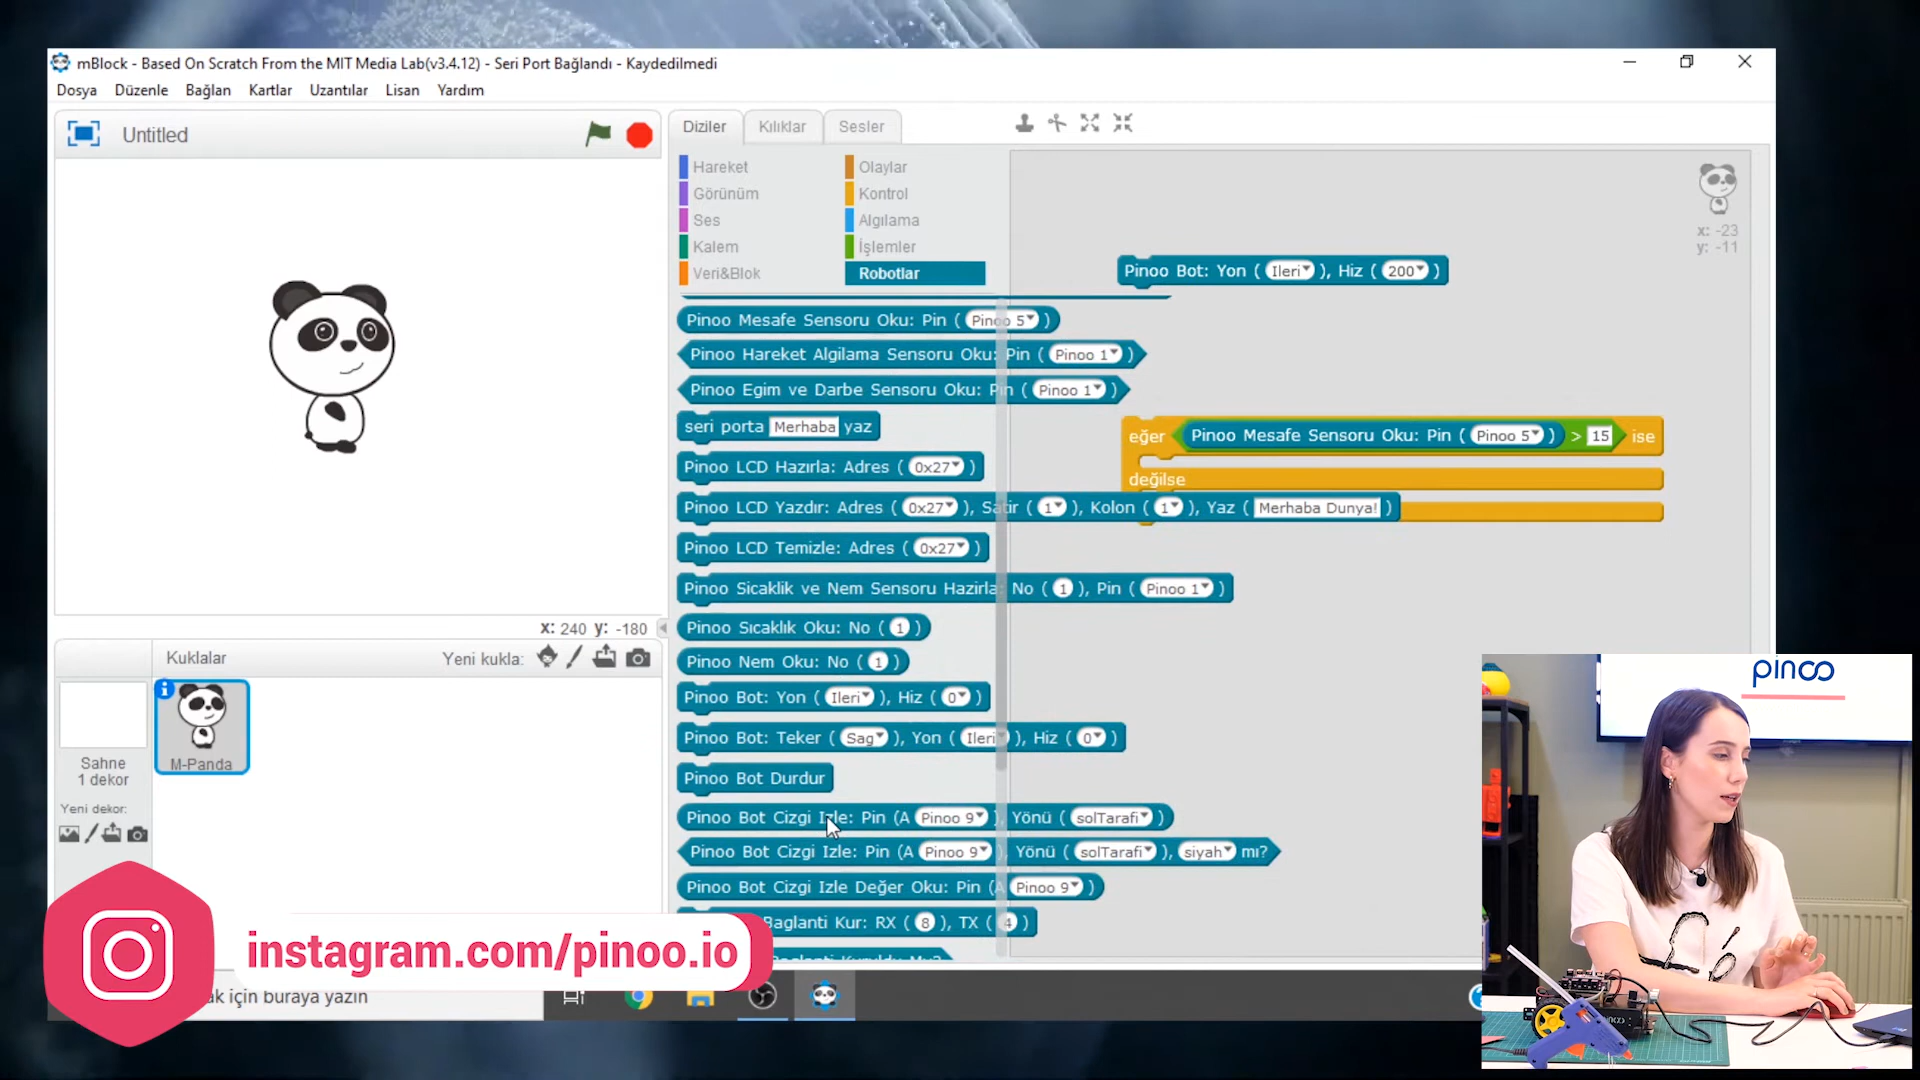 mBlock - Based On Scratch From the MIT Media Lab(v3.4.12) - Seri Port Bağlandı - Kaydedilmedi
Dosya Düzenle Bağlan Kartlar Uzantılar Lisan Yardım
Untitled
x: 240 y: -180
Kuklalar
Yeni kukla:
Sahne
1 dekor
Yeni dekor:
M-Panda
Diziler Kılıklar Sesler
Hareket Olaylar
Görünüm Kontrol
Ses Algılama
Kalem İşlemler
Veri&Blok Robotlar
Pinoo Mesafe Sensoru Oku: Pin ( Pinoo 5 )
Pinoo Hareket Algilama Sensoru Oku: Pin ( Pinoo 1 )
Pinoo Egim ve Darbe Sensoru Oku: Pin ( Pinoo 1 )
seri porta Merhaba yaz
Pinoo LCD Hazırla: Adres ( 0x27 )
Pinoo LCD Yazdır: Adres ( 0x27 ), Satir ( 1 ), Kolon ( 1 ), Yaz ( Merhaba Dunya! )
Pinoo LCD Temizle: Adres ( 0x27 )
Pinoo Sicaklik ve Nem Sensoru Hazirla: No ( 1 ), Pin ( Pinoo 1 )
Pinoo Sıcaklık Oku: No ( 1 )
Pinoo Nem Oku: No ( 1 )
Pinoo Bot: Yon ( Ileri ), Hiz ( 0 )
Pinoo Bot: Teker ( Sag ), Yon ( Ileri ), Hiz ( 0 )
Pinoo Bot Durdur
Pinoo Bot Cizgi Izle: Pin (A Pinoo 9 ), Yönü ( solTarafi )
Pinoo Bot Cizgi Izle: Pin (A Pinoo 9 ), Yönü ( solTarafi ), siyah mı?
Pinoo Bot Cizgi Izle Değer Oku: Pin (A Pinoo 9 )
Baglanti Kur: RX ( 8 ), TX ( 4 )
Pinoo Bot: Yon ( Ileri ), Hiz ( 200 )
eğer Pinoo Mesafe Sensoru Oku: Pin ( Pinoo 5 ) > 15 ise
değilse
x: -23
y: -11
pinoo
pinoo
instagram.com/pinoo.io
ak için buraya yazın